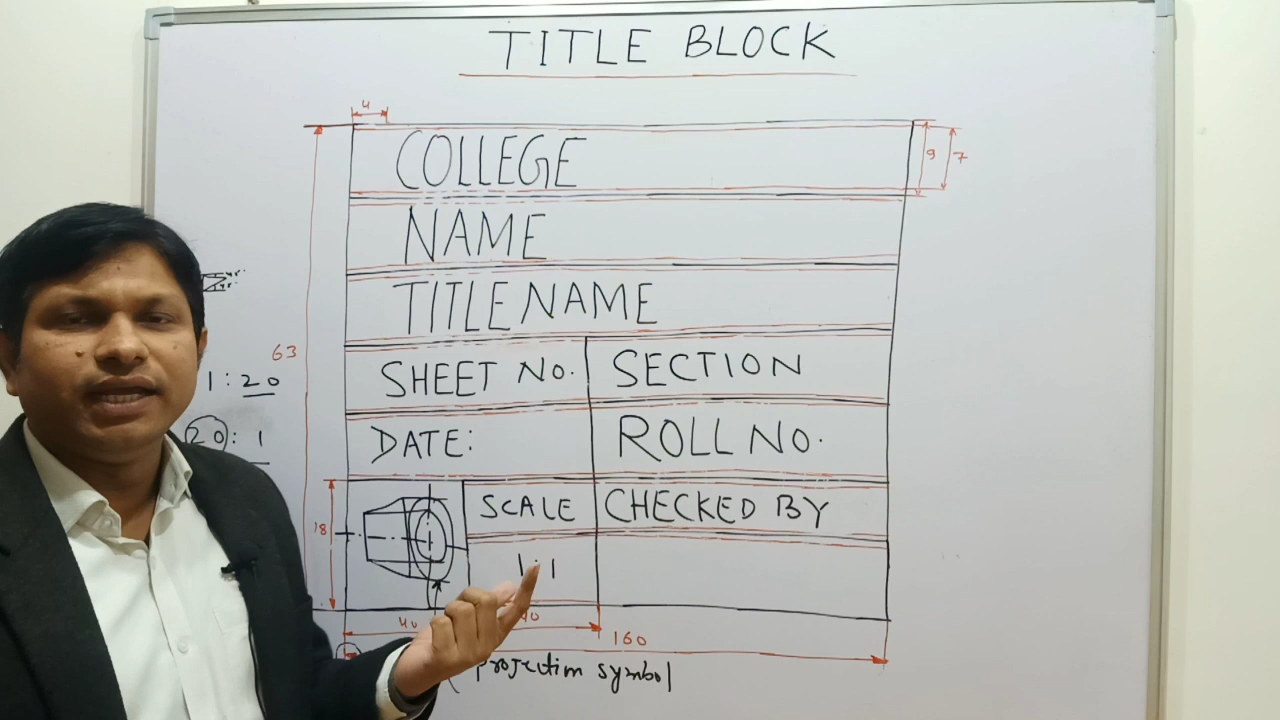 TITLE BLOCK
4
COLLEGE
9 7
NAME
TITLE NAME
63
SHEET NO. SECTION
1 : 20
DATE: ROLL NO.
20 : 1
SCALE CHECKED BY
18
1:1
40 40
160
projection symbol